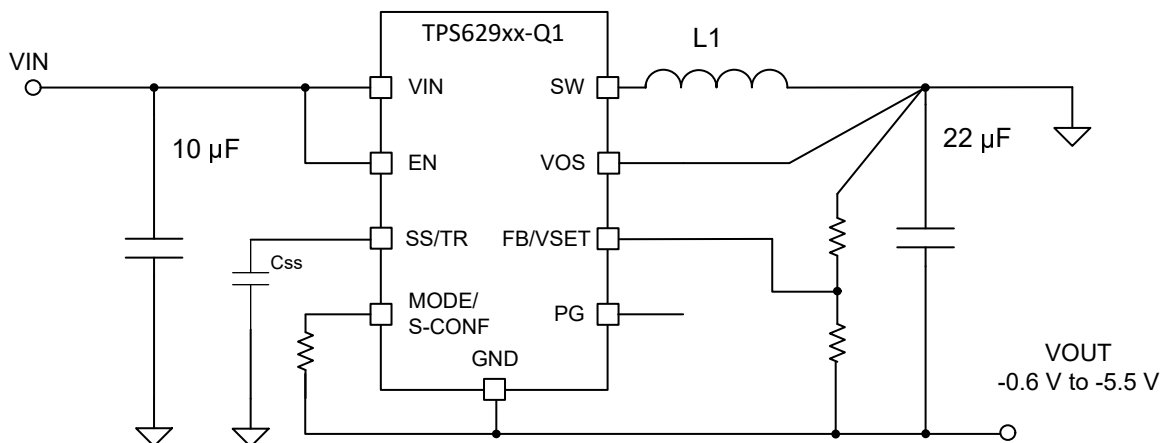 TPS629xx-Q1
L1
VIN
VIN
SW
10 µF
22 µF
EN
VOS
SS/TR
FB/VSET
Css
MODE/
S-CONF
PG
GND
VOUT
-0.6 V to -5.5 V